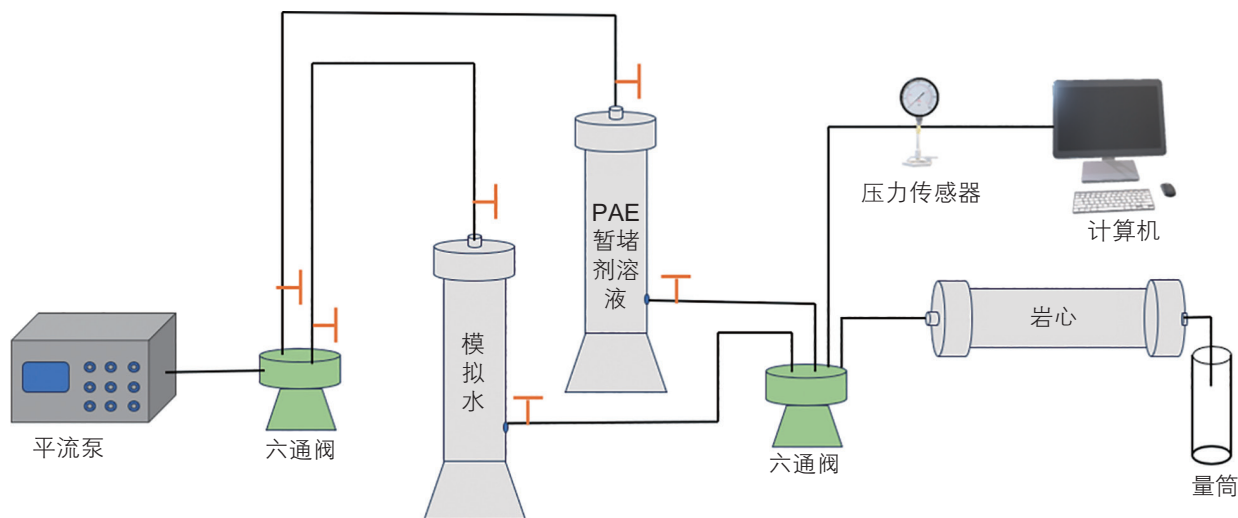 PAE
暂堵
剂溶
液
压力传感器
计算机
岩心
模
拟
水
平流泵
六通阀
六通阀
量筒